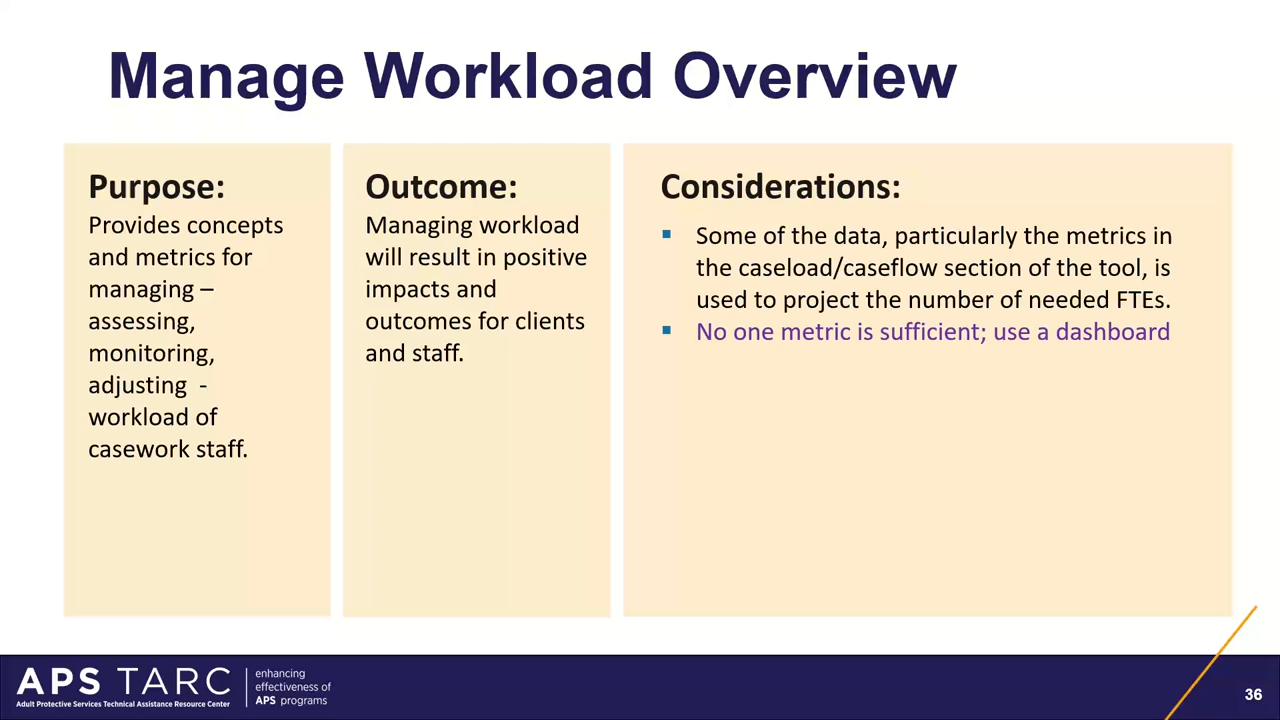 Manage Workload Overview
Purpose:
Provides concepts
and metrics for
managing –
assessing,
monitoring,
adjusting  -
workload of
casework staff.
Outcome:
Managing workload
will result in positive
impacts and
outcomes for clients
and staff.
Considerations:
▪ Some of the data, particularly the metrics in
the caseload/caseflow section of the tool, is
used to project the number of needed FTEs.
▪ No one metric is sufficient; use a dashboard
APS TARC
Adult Protective Services Technical Assistance Resource Center
enhancing
effectiveness of
APS programs
36